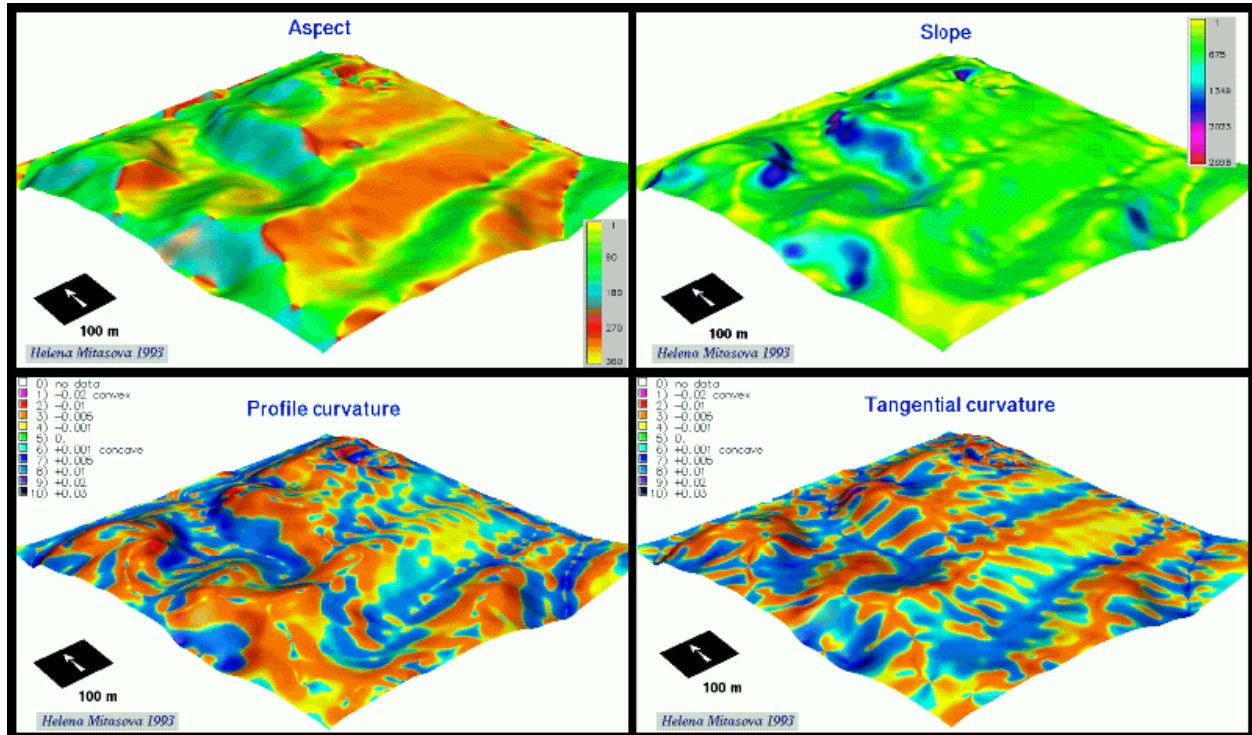 Aspect
1
90
180
270
360
100 m
Helena Mitasova 1993
Slope
1
675
1349
2023
2698
100 m
Helena Mitasova 1993
0) no data
1) -0.02 convex
2) -0.01
3) -0.005
4) -0.001
5) 0.
6) +0.001 concave
7) +0.005
8) +0.01
9) +0.02
10) +0.03
Profile curvature
100 m
Helena Mitasova 1993
0) no data
1) -0.02 convex
2) -0.01
3) -0.005
4) -0.001
5) 0.
6) +0.001 concave
7) +0.005
8) +0.01
9) +0.02
10) +0.03
Tangential curvature
100 m
Helena Mitasova 1993